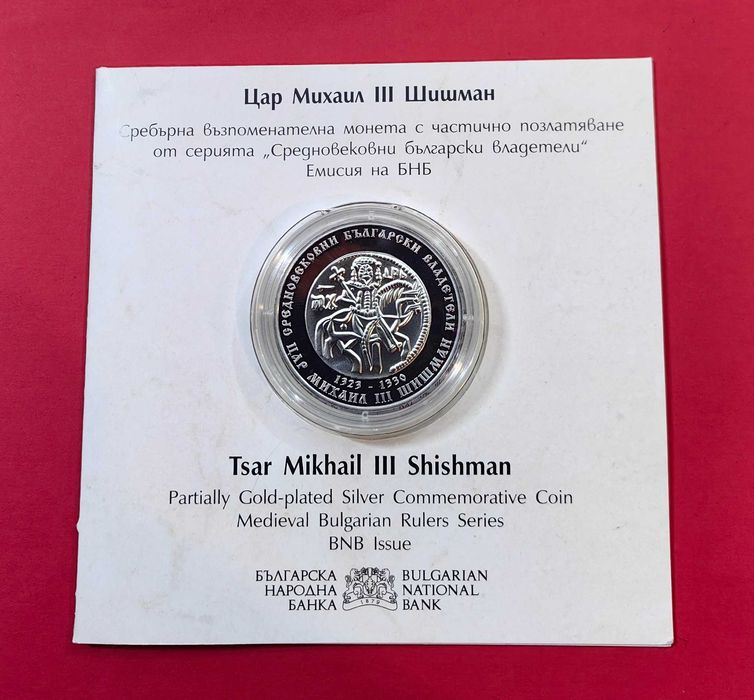 Цар Михаил III Шишман
Сребърна възпоменателна монета с частично позлатяване
от серията „Средновековни български владетели“
Емисия на БНБ
СРЕДНОВЕКОВНИ БЪЛГАРСКИ ВЛАДЕТЕЛИ
1323 - 1330
ЦАР МИХАИЛ III ШИШМАН
Tsar Mikhail III Shishman
Partially Gold-plated Silver Commemorative Coin
Medieval Bulgarian Rulers Series
BNB Issue
БЪЛГАРСКА
НАРОДНА
БАНКА
1879
BULGARIAN
NATIONAL
BANK